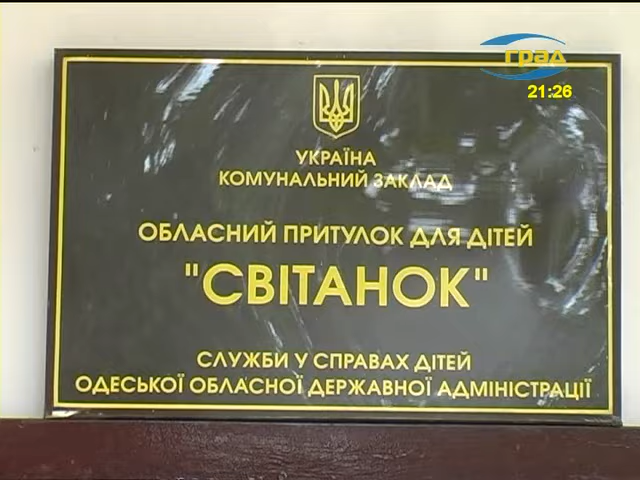 град
21:26
УКРАЇНА
КОМУНАЛЬНИЙ ЗАКЛАД
ОБЛАСНИЙ ПРИТУЛОК ДЛЯ ДІТЕЙ
"СВІТАНОК"
СЛУЖБИ У СПРАВАХ ДІТЕЙ
ОДЕСЬКОЇ ОБЛАСНОЇ ДЕРЖАВНОЇ АДМІНІСТРАЦІЇ